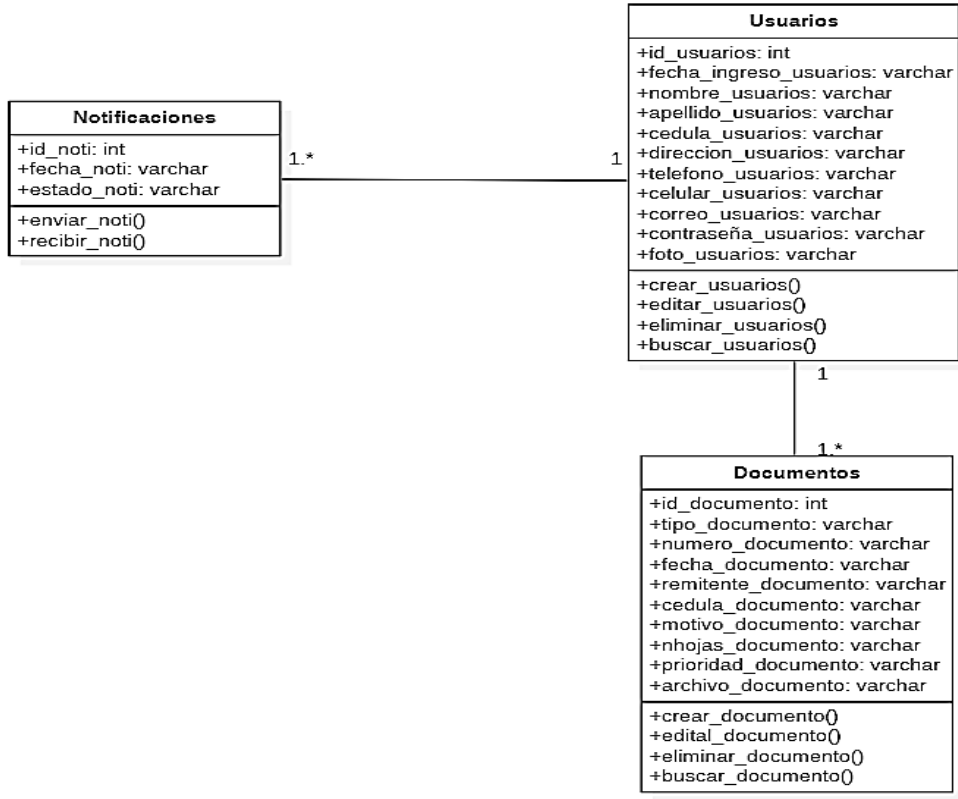 Notificaciones
+id_noti: int
+fecha_noti: varchar
+estado_noti: varchar
+enviar_noti()
+recibir_noti()
1.*
1
Usuarios
+id_usuarios: int
+fecha_ingreso_usuarios: varchar
+nombre_usuarios: varchar
+apellido_usuarios: varchar
+cedula_usuarios: varchar
+direccion_usuarios: varchar
+telefono_usuarios: varchar
+celular_usuarios: varchar
+correo_usuarios: varchar
+contraseña_usuarios: varchar
+foto_usuarios: varchar
+crear_usuarios()
+editar_usuarios()
+eliminar_usuarios()
+buscar_usuarios()
1
1.*
Documentos
+id_documento: int
+tipo_documento: varchar
+numero_documento: varchar
+fecha_documento: varchar
+remitente_documento: varchar
+cedula_documento: varchar
+motivo_documento: varchar
+nhojas_documento: varchar
+prioridad_documento: varchar
+archivo_documento: varchar
+crear_documento()
+edital_documento()
+eliminar_documento()
+buscar_documento()